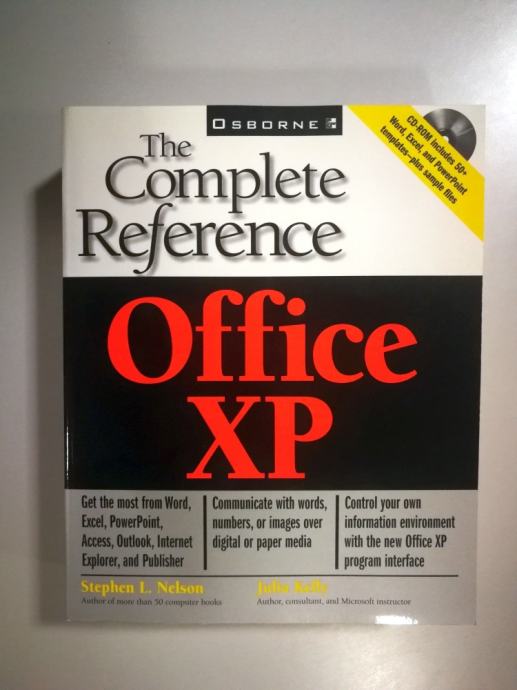 OSBORNE
CD-ROM Includes 50+
Word, Excel, and PowerPoint
templates—plus sample files
The
Complete
Reference
Office
XP
Get the most from Word,
Excel, PowerPoint,
Access, Outlook, Internet
Explorer, and Publisher
Communicate with words,
numbers, or images over
digital or paper media
Control your own
information environment
with the new Office XP
program interface
Stephen L. Nelson
Author of more than 50 computer books
Julia Kelly
Author, consultant, and Microsoft instructor